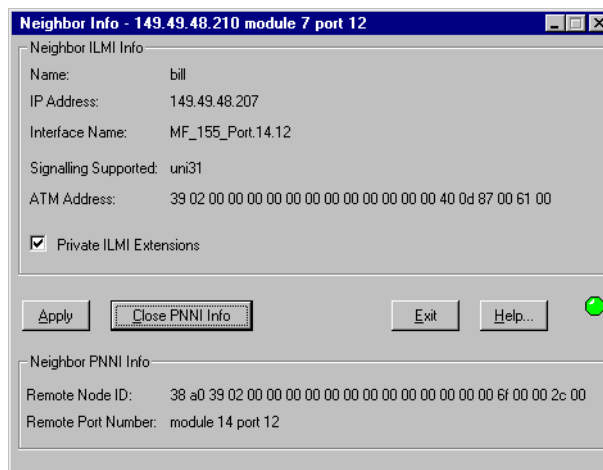 Neighbor Info - 149.49.48.210 module 7 port 12
Neighbor ILMI Info
Name: bill
IP Address: 149.49.48.207
Interface Name: MF_155_Port.14.12
Signalling Supported: uni31
ATM Address: 39 02 00 00 00 00 00 00 00 00 00 00 00 40 0d 87 00 61 00
Private ILMI Extensions
Apply Close PNNI Info Exit Help...
Neighbor PNNI Info
Remote Node ID: 38 a0 39 02 00 00 00 00 00 00 00 00 00 00 00 00 00 6f 00 00 2c 00
Remote Port Number: module 14 port 12